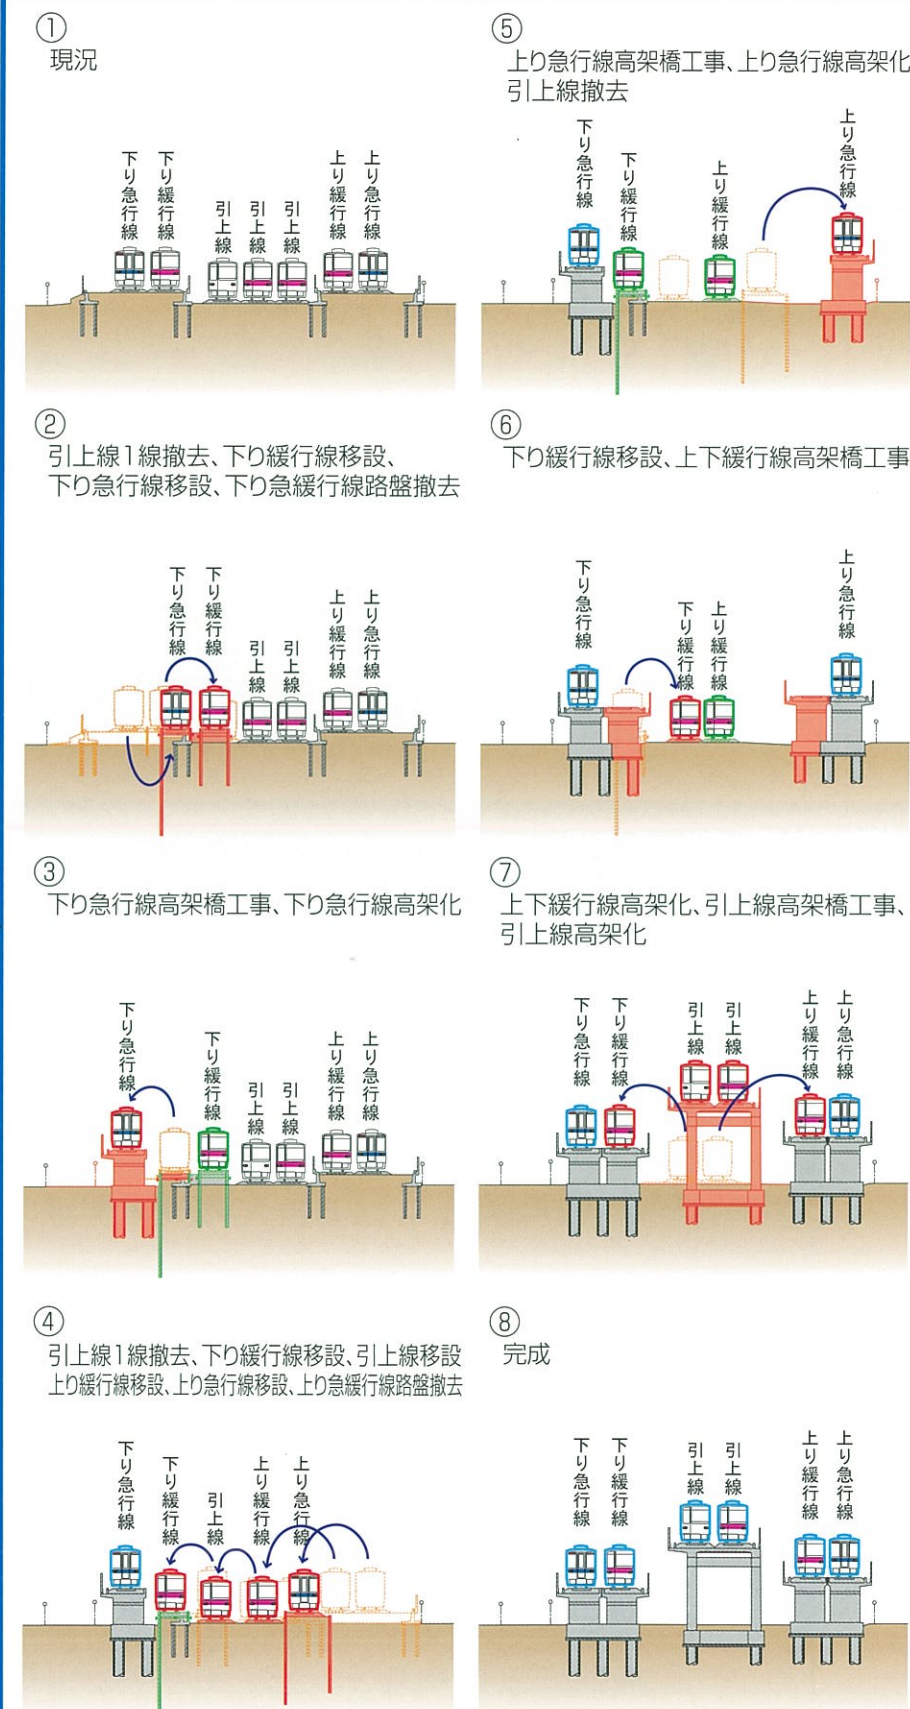 ①
現況
下り急行線
下り緩行線
引上線
引上線
引上線
上り緩行線
上り急行線
②
引上線1線撤去、下り緩行線移設、
下り急行線移設、下り急緩行線路盤撤去
下り急行線
下り緩行線
引上線
引上線
上り緩行線
上り急行線
③
下り急行線高架橋工事、下り急行線高架化
下り急行線
下り緩行線
引上線
引上線
上り緩行線
上り急行線
④
引上線1線撤去、下り緩行線移設、引上線移設
上り緩行線移設、上り急行線移設、上り急緩行線路盤撤去
下り急行線
下り緩行線
引上線
上り緩行線
上り急行線
⑤
上り急行線高架橋工事、上り急行線高架化
引上線撤去
下り急行線
下り緩行線
上り緩行線
上り急行線
⑥
下り緩行線移設、上下緩行線高架橋工事
下り急行線
下り緩行線
上り緩行線
上り急行線
⑦
上下緩行線高架化、引上線高架橋工事、
引上線高架化
下り急行線
下り緩行線
引上線
引上線
上り緩行線
上り急行線
⑧
完成
下り急行線
下り緩行線
引上線
引上線
上り緩行線
上り急行線